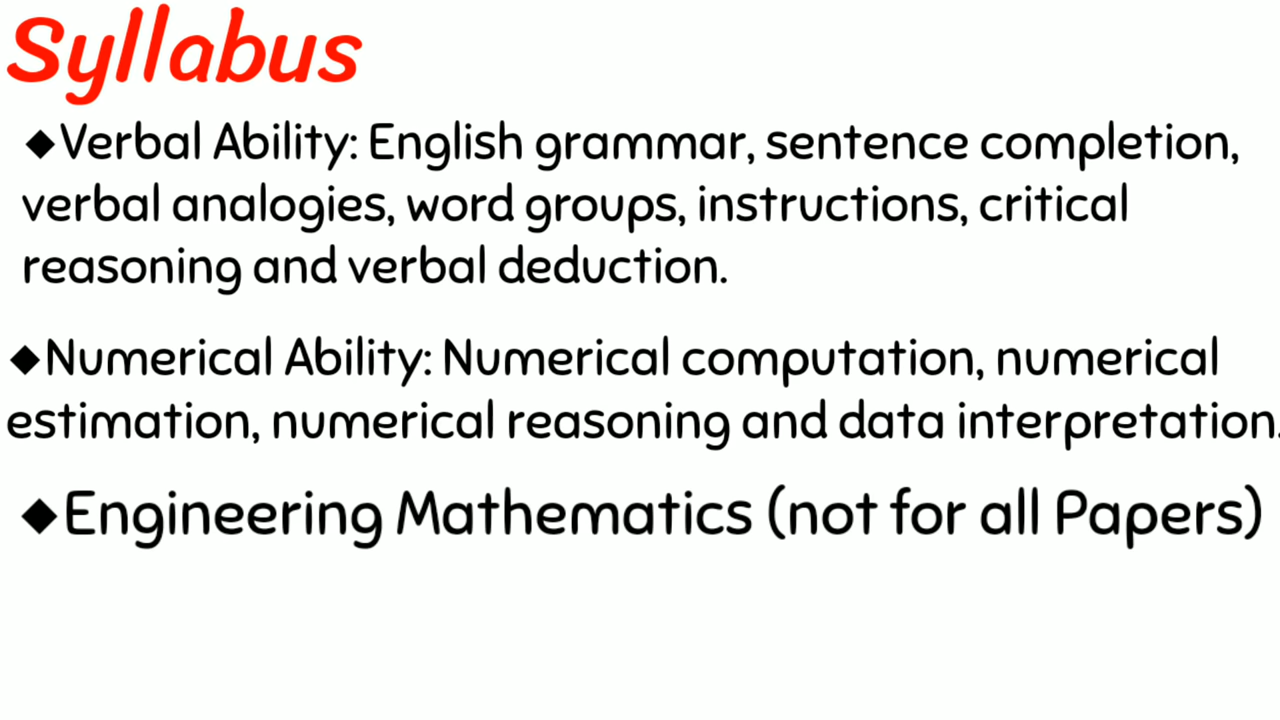 Syllabus
◆Verbal Ability: English grammar, sentence completion,
verbal analogies, word groups, instructions, critical
reasoning and verbal deduction.
◆Numerical Ability: Numerical computation, numerical
estimation, numerical reasoning and data interpretation.
◆Engineering Mathematics (not for all Papers)